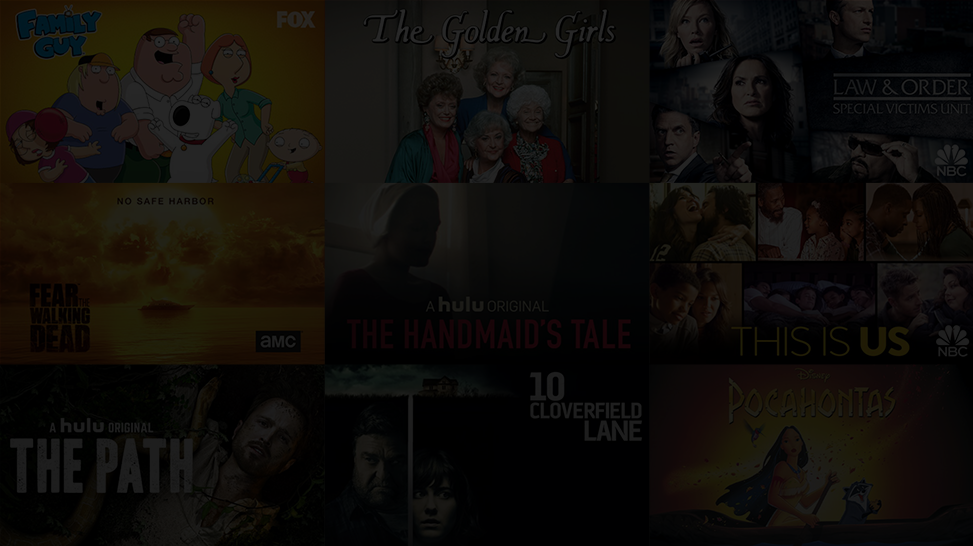 FAMILY
GUY
FOX
The Golden Girls
LAW & ORDER
SPECIAL VICTIMS UNIT
NBC
NO SAFE HARBOR
FEAR THE
WALKING
DEAD
AMC
A hulu ORIGINAL
THE HANDMAID'S TALE
THIS IS US
NBC
A hulu ORIGINAL
THE PATH
10
CLOVERFIELD
LANE
Disney
POCAHONTAS